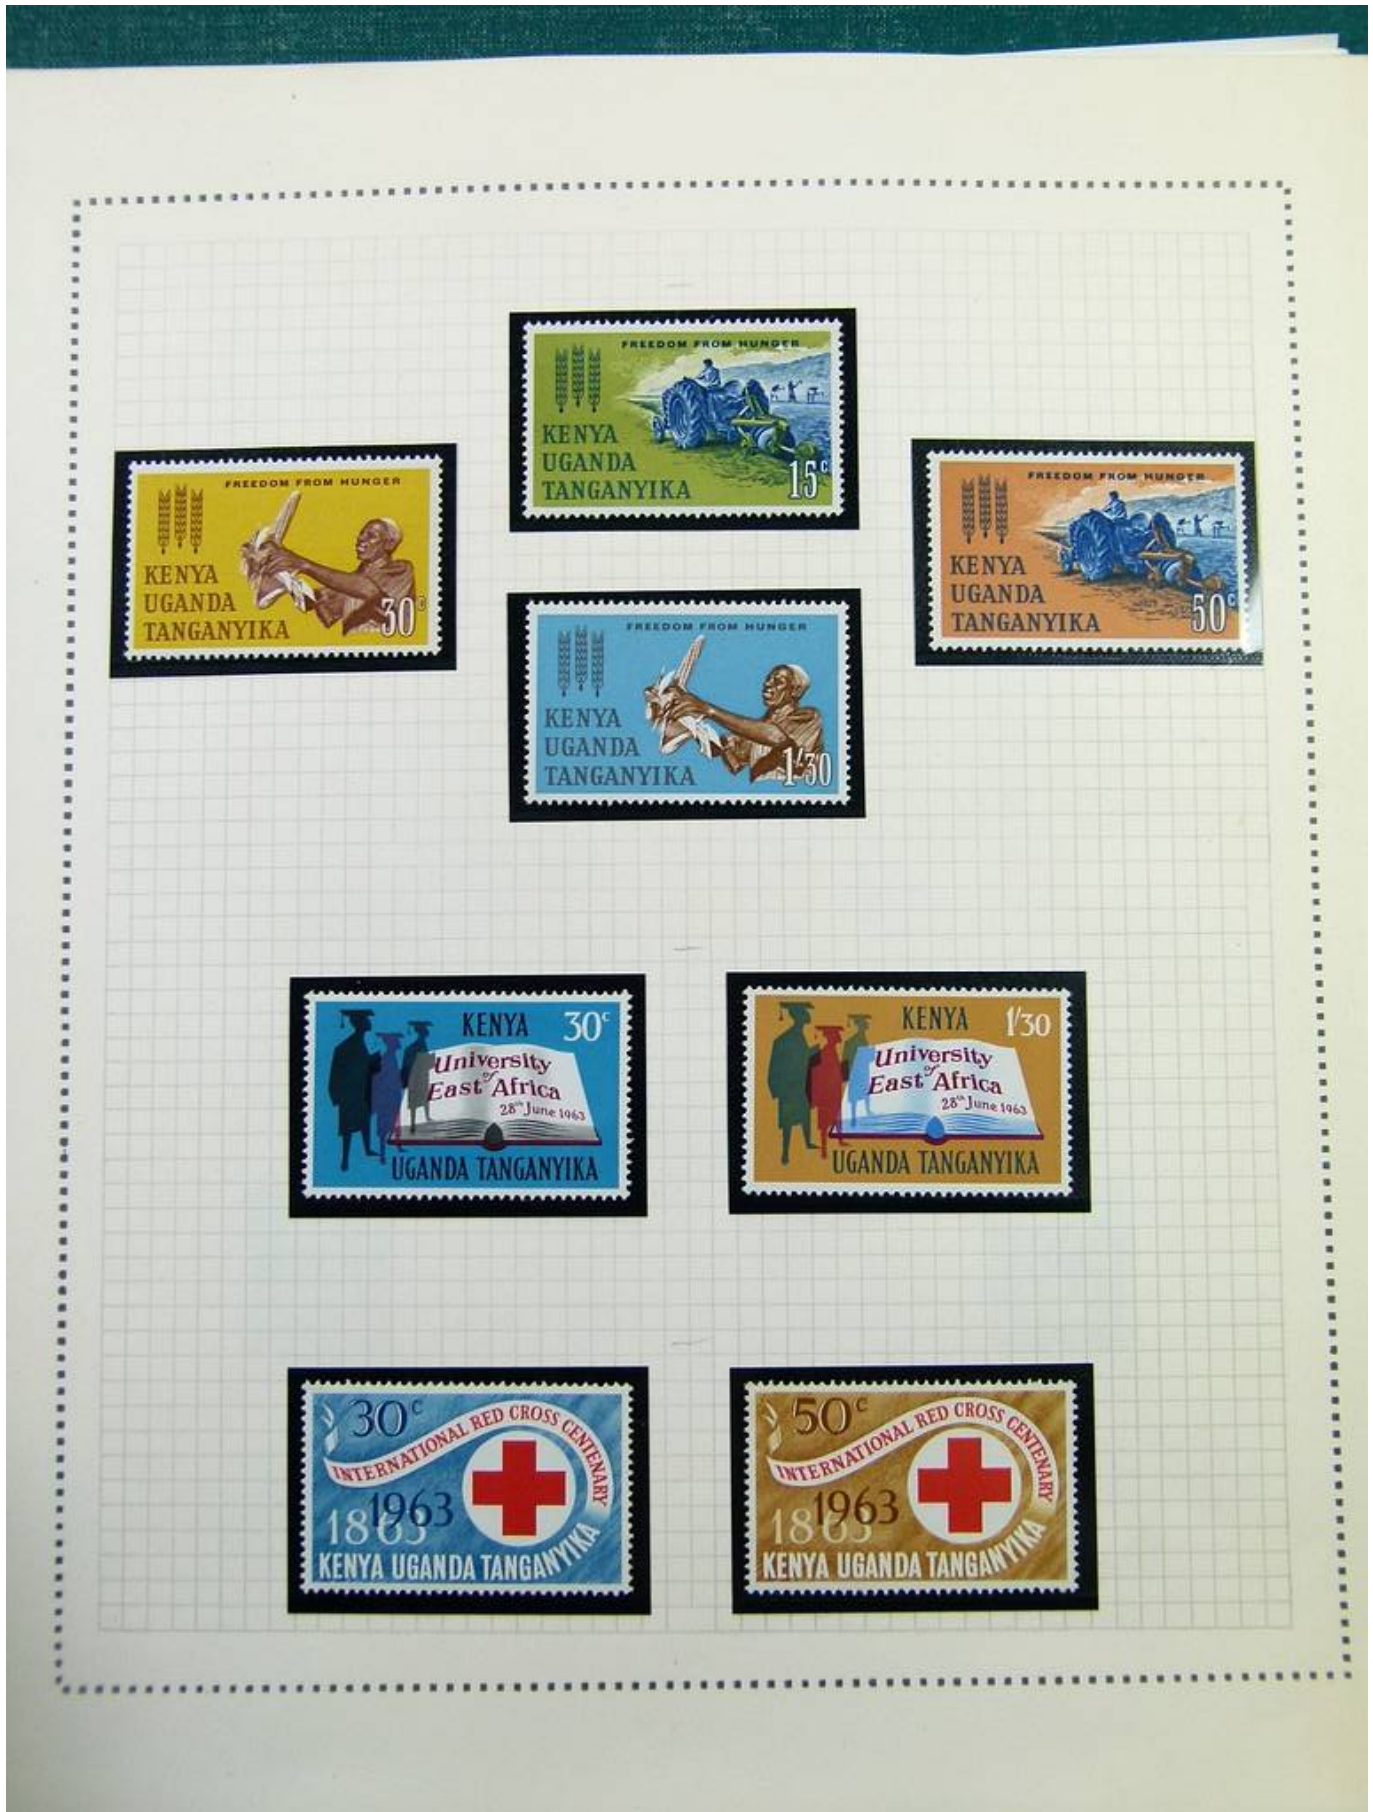 FREEDOM FROM HUNGER
KENYA
UGANDA
TANGANYIKA
15c
FREEDOM FROM HUNGER
KENYA
UGANDA
TANGANYIKA
30c
FREEDOM FROM HUNGER
KENYA
UGANDA
TANGANYIKA
50c
FREEDOM FROM HUNGER
KENYA
UGANDA
TANGANYIKA
1/30
KENYA 30c
University
of
East Africa
28th June 1963
UGANDA TANGANYIKA
KENYA 1/30
University
of
East Africa
28th June 1963
UGANDA TANGANYIKA
30c
INTERNATIONAL RED CROSS CENTENARY
1963
1863
KENYA UGANDA TANGANYIKA
50c
INTERNATIONAL RED CROSS CENTENARY
1963
1863
KENYA UGANDA TANGANYIKA